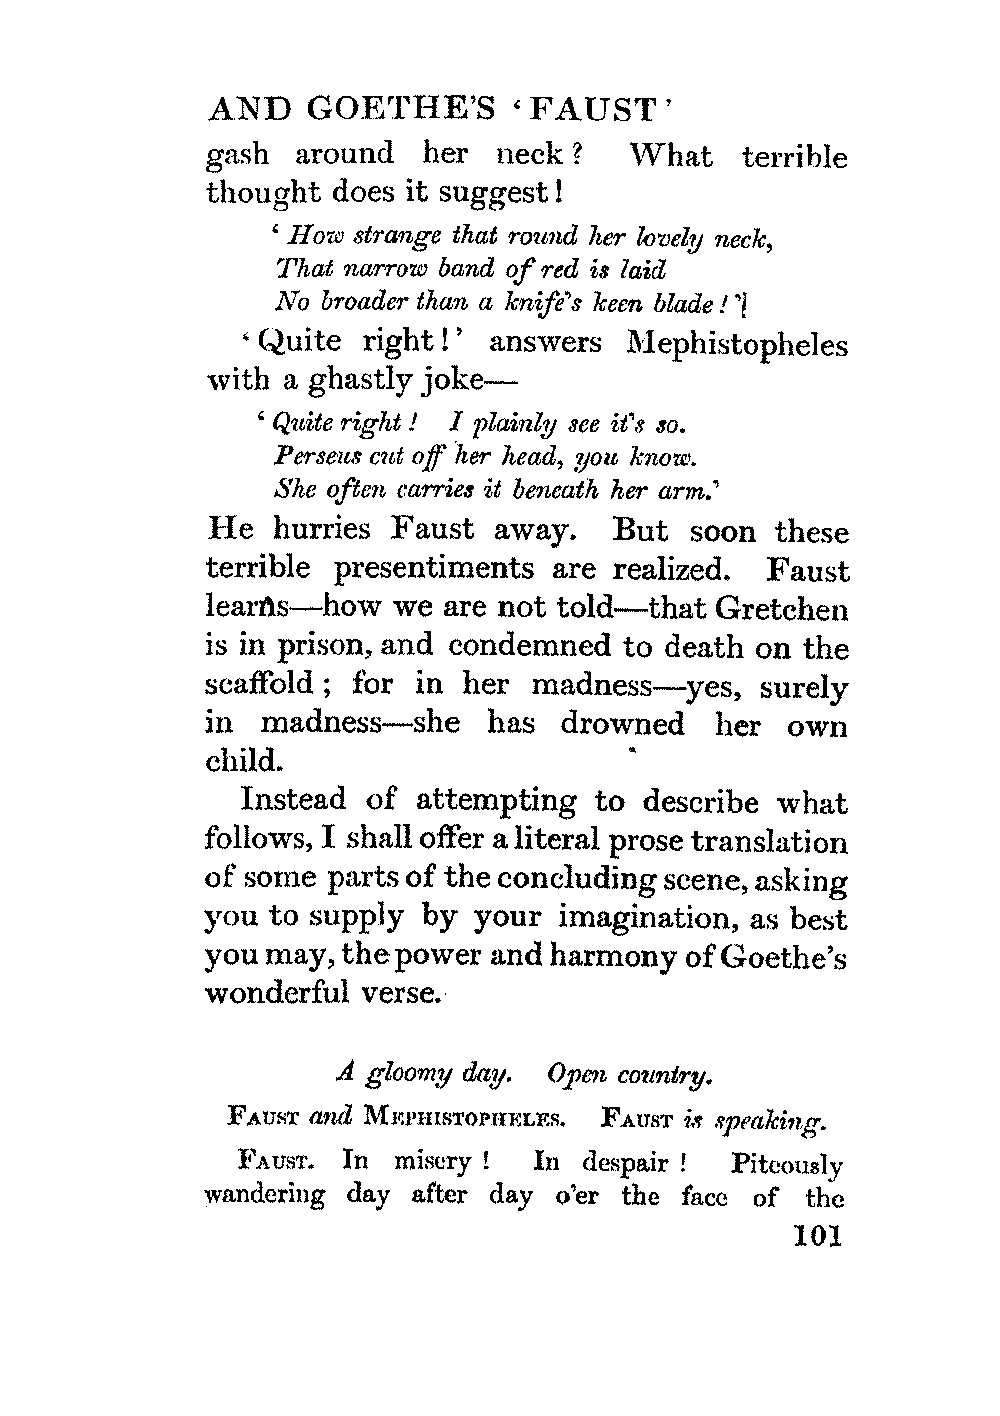 AND GOETHE'S ‘FAUST’
gash around her neck? What terrible
thought does it suggest!
‘How strange that round her lovely neck,
That narrow band of red is laid
No broader than a knife's keen blade!’
‘Quite right!’ answers Mephistopheles
with a ghastly joke—
‘Quite right! I plainly see it's so.
Perseus cut off her head, you know.
She often carries it beneath her arm.’
He hurries Faust away. But soon these
terrible presentiments are realized. Faust
learns—how we are not told—that Gretchen
is in prison, and condemned to death on the
scaffold; for in her madness—yes, surely
in madness—she has drowned her own
child.
Instead of attempting to describe what
follows, I shall offer a literal prose translation
of some parts of the concluding scene, asking
you to supply by your imagination, as best
you may, the power and harmony of Goethe's
wonderful verse.
A gloomy day. Open country.
FAUST and MEPHISTOPHELES. FAUST is speaking.
FAUST. In misery! In despair! Piteously
wandering day after day o'er the face of the
101